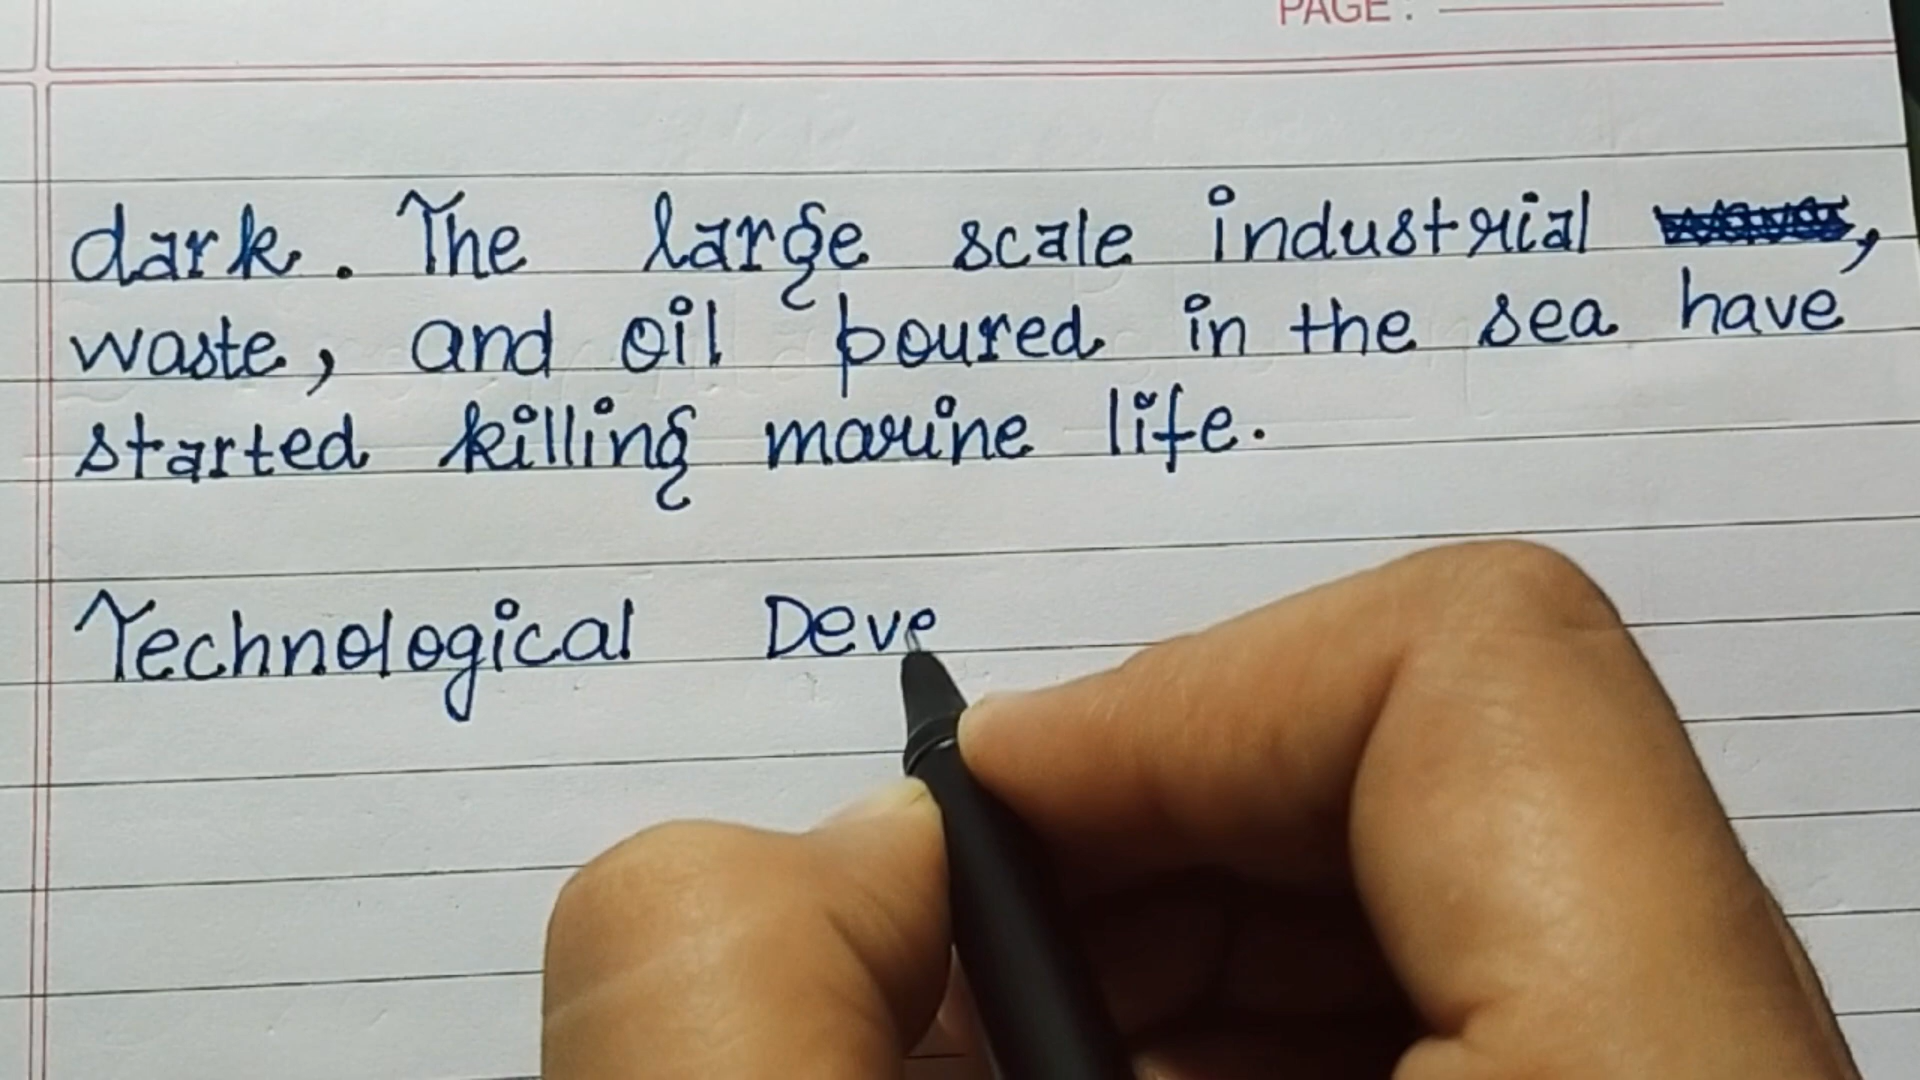 PAGE :
dark. The large scale industrial ,
waste, and oil poured in the sea have
started killing marine life.
Technological Deve